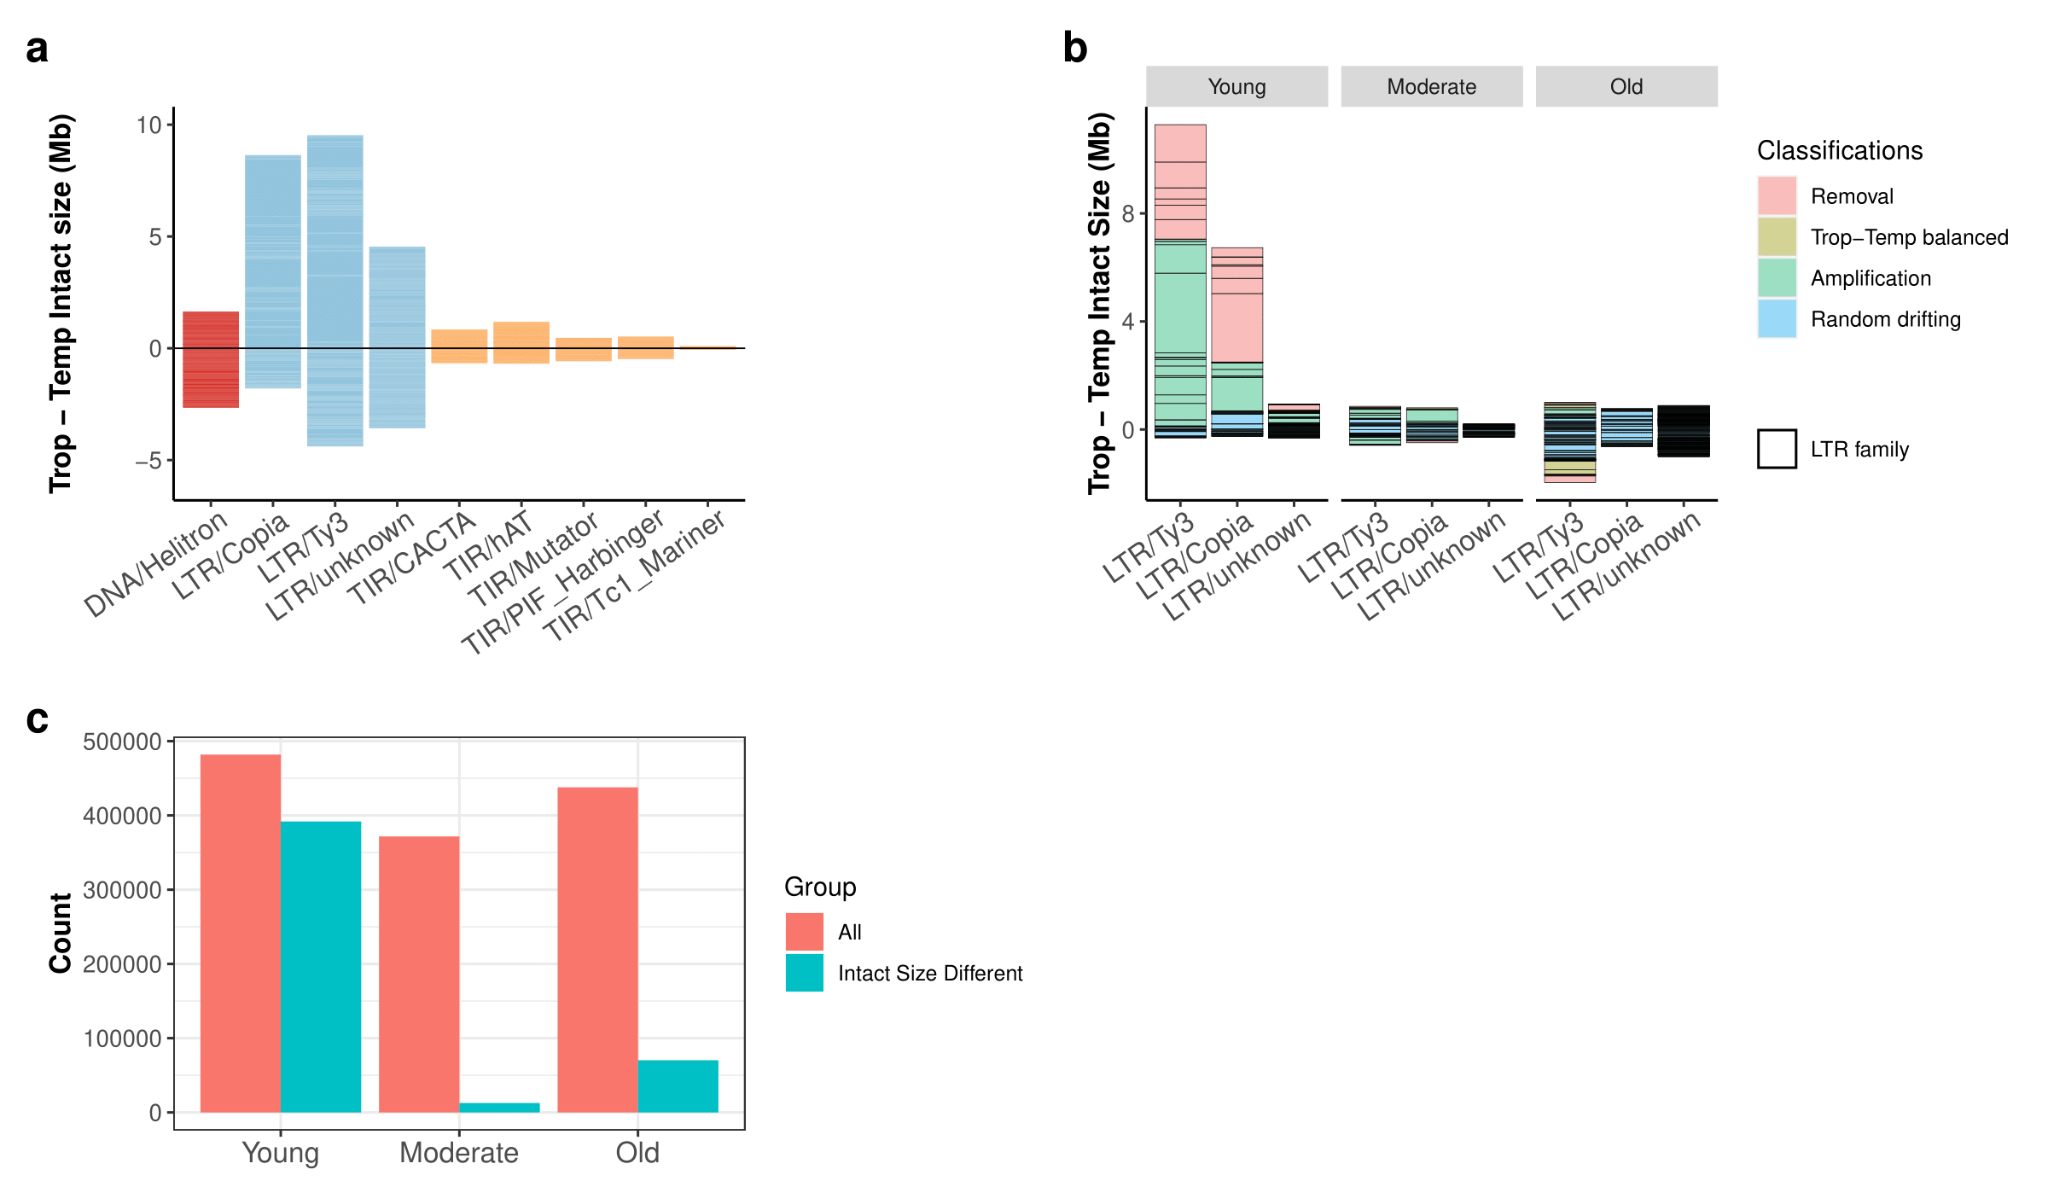 a
Trop – Temp Intact size (Mb)
10
5
0
−5
DNA/Helitron
LTR/Copia
LTR/Ty3
LTR/unknown
TIR/CACTA
TIR/hAT
TIR/Mutator
TIR/PIF_Harbinger
TIR/Tc1_Mariner
b
Trop – Temp Intact Size (Mb)
Young
Moderate
Old
8
4
0
LTR/Ty3
LTR/Copia
LTR/unknown
LTR/Ty3
LTR/Copia
LTR/unknown
LTR/Ty3
LTR/Copia
LTR/unknown
Classifications
Removal
Trop−Temp balanced
Amplification
Random drifting
LTR family
c
Count
500000
400000
300000
200000
100000
0
Young
Moderate
Old
Group
All
Intact Size Different